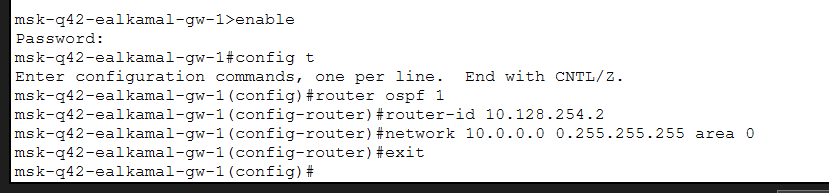 msk-q42-ealkamal-gw-1>enable
Password:
msk-q42-ealkamal-gw-1#config t
Enter configuration commands, one per line.  End with CNTL/Z.
msk-q42-ealkamal-gw-1(config)#router ospf 1
msk-q42-ealkamal-gw-1(config-router)#router-id 10.128.254.2
msk-q42-ealkamal-gw-1(config-router)#network 10.0.0.0 0.255.255.255 area 0
msk-q42-ealkamal-gw-1(config-router)#exit
msk-q42-ealkamal-gw-1(config)#